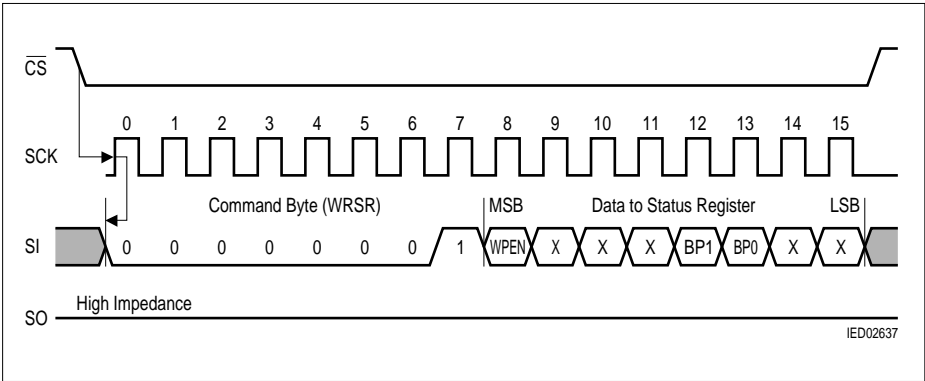 CS
0 1 2 3 4 5 6 7 8 9 10 11 12 13 14 15
SCK
Command Byte (WRSR) MSB Data to Status Register LSB
SI 0 0 0 0 0 0 0 1 WPEN X X X BP1 BP0 X X
High Impedance
SO
IED02637